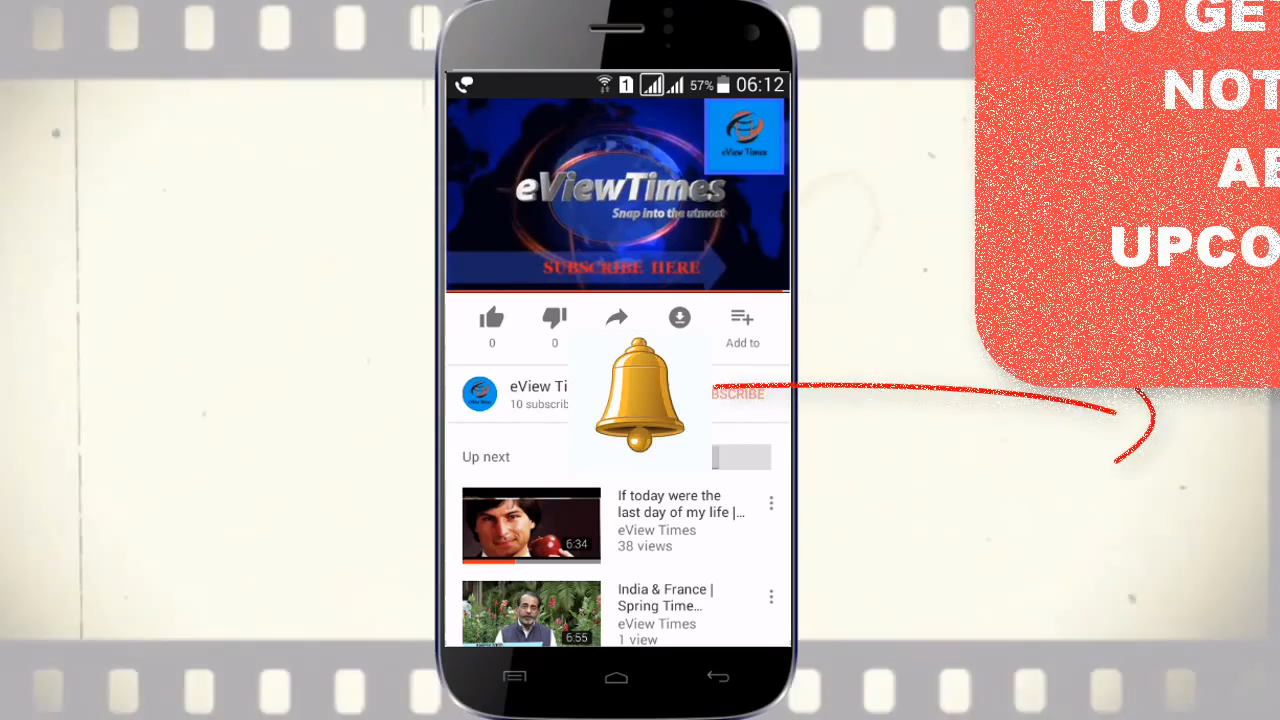 TO GE
NOT
UPCO
1 57% 06:12
eView Times
eViewTimes
Snap into the utmost
SUBSCRIBE HERE
0
0
Add to
eView Ti
10 subscrib
BSCRIBE
Up next
If today were the
last day of my life |...
eView Times
38 views
6:34
India & France |
Spring Time...
eView Times
1 view
6:55